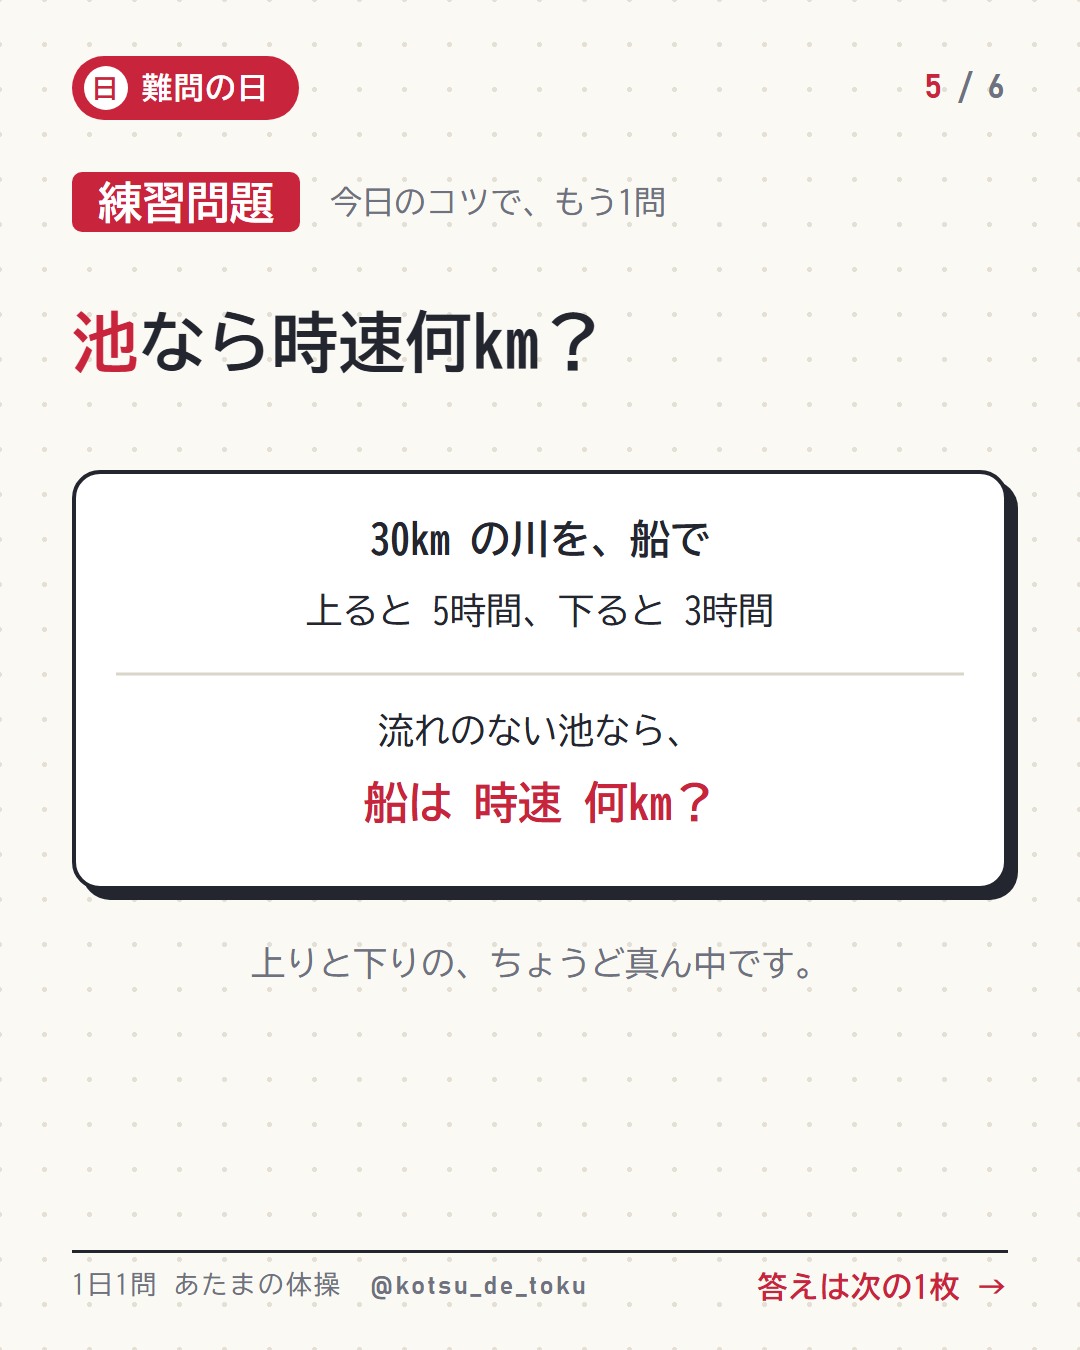 日 難問の日
5 / 6
練習問題 今日のコツで、もう1問
池なら時速何km？
30km の川を、船で
上ると 5時間、下ると 3時間
流れのない池なら、
船は 時速 何km？
上りと下りの、ちょうど真ん中です。
1日1問 あたまの体操 @kotsu_de_toku
答えは次の1枚 →